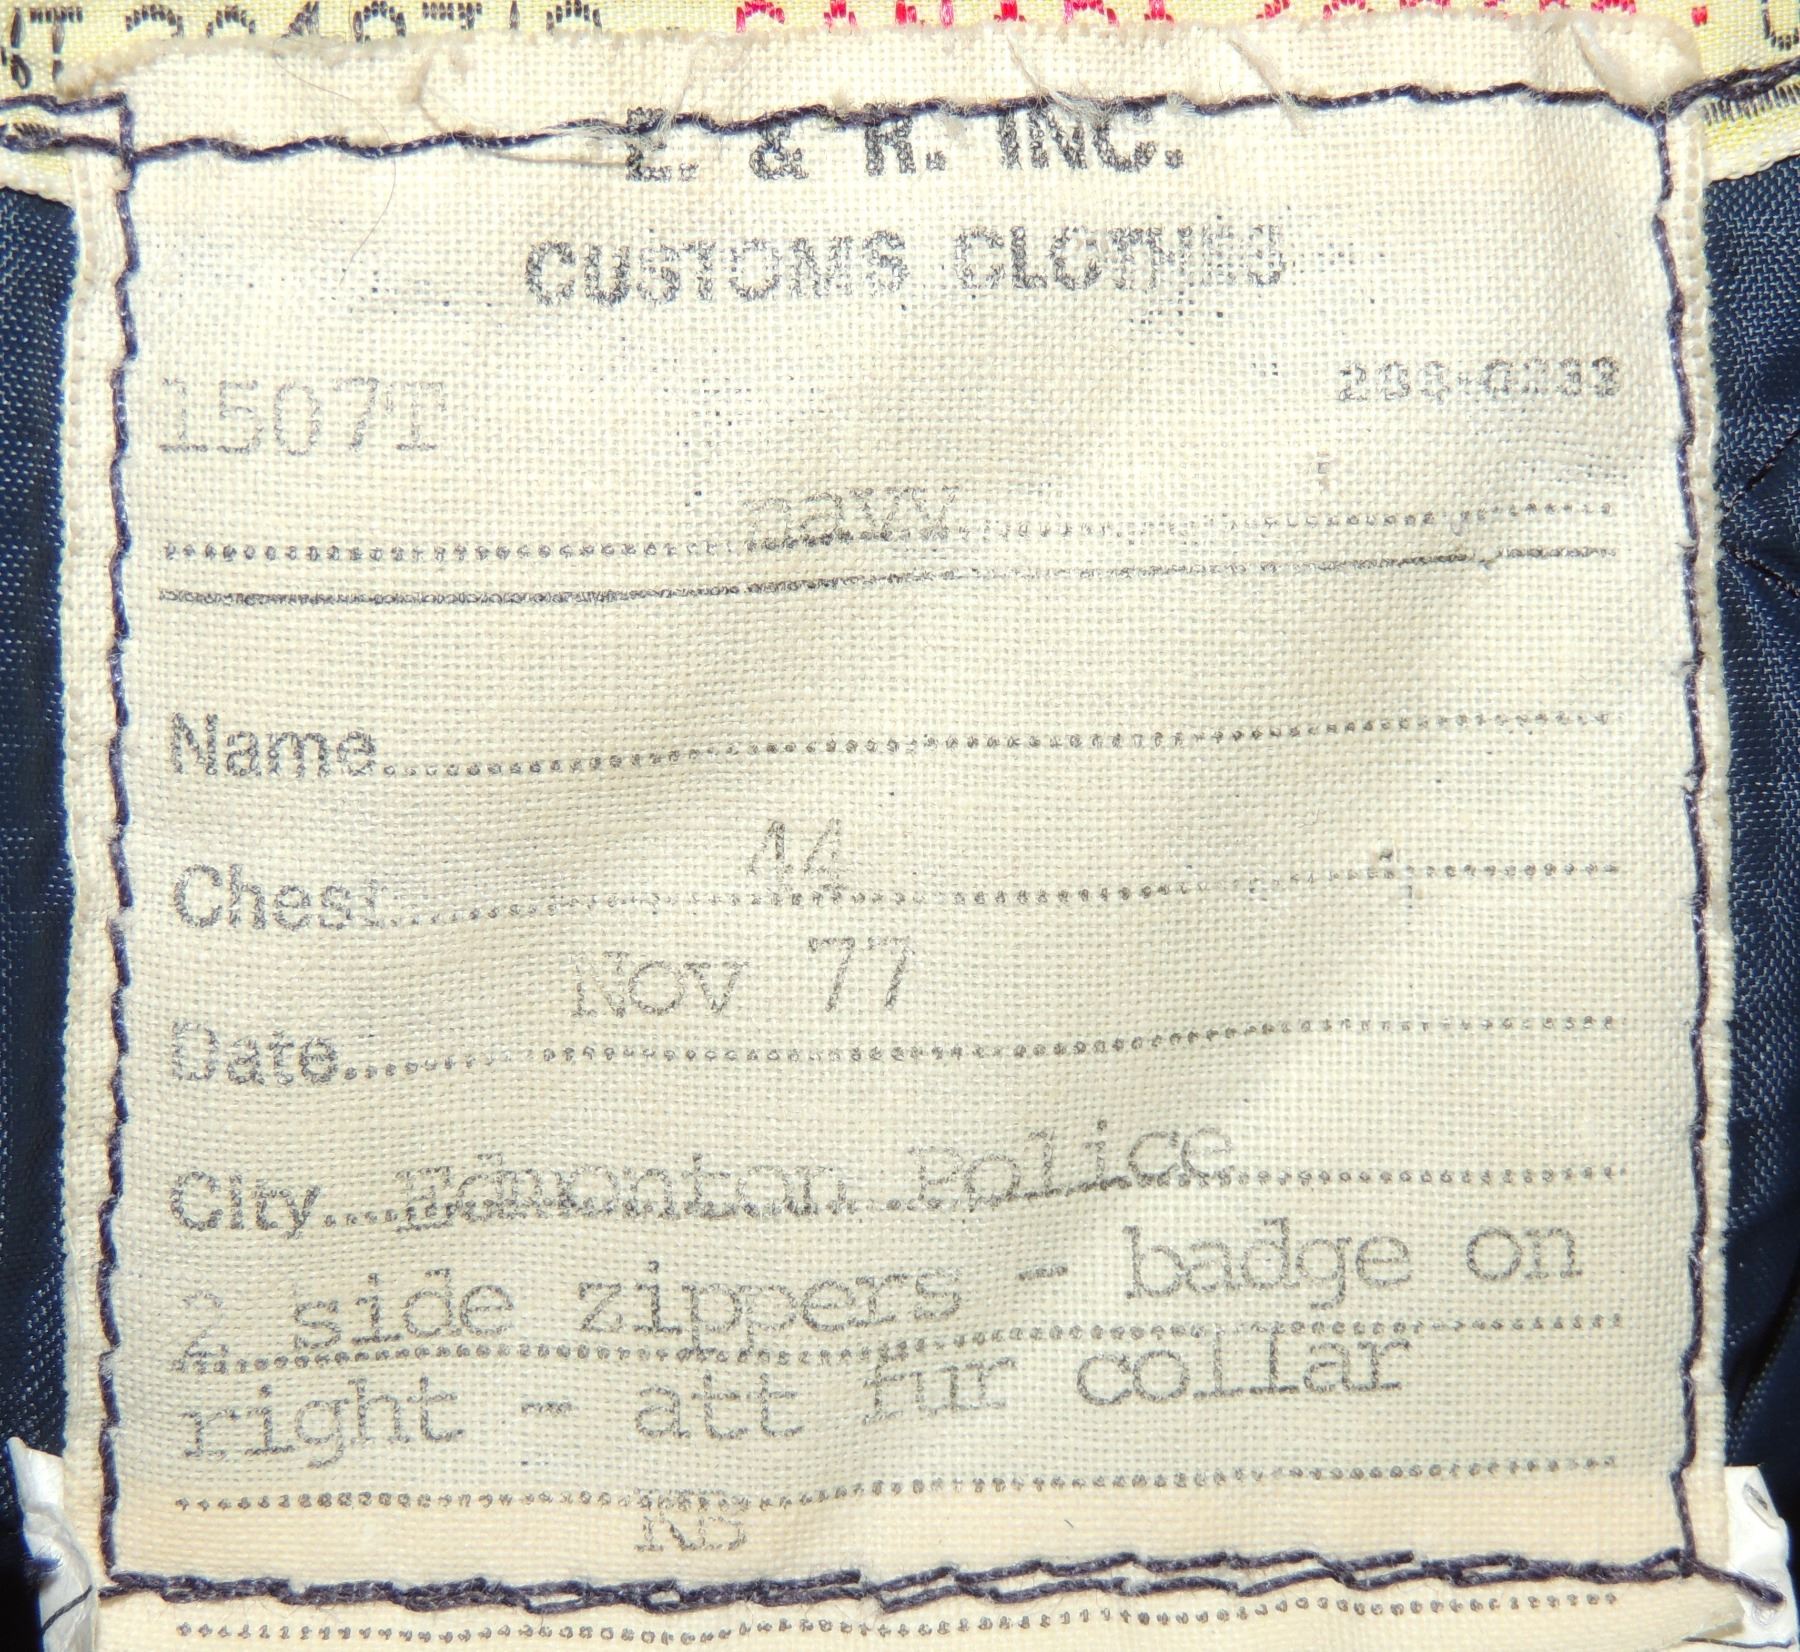 E. & R. INC.
CUSTOMS CLOTHING
1507T
navy
Name
Chest 44
Nov 77
Date
City Edmonton Police
2 side zippers - badge on
right - att fur collar